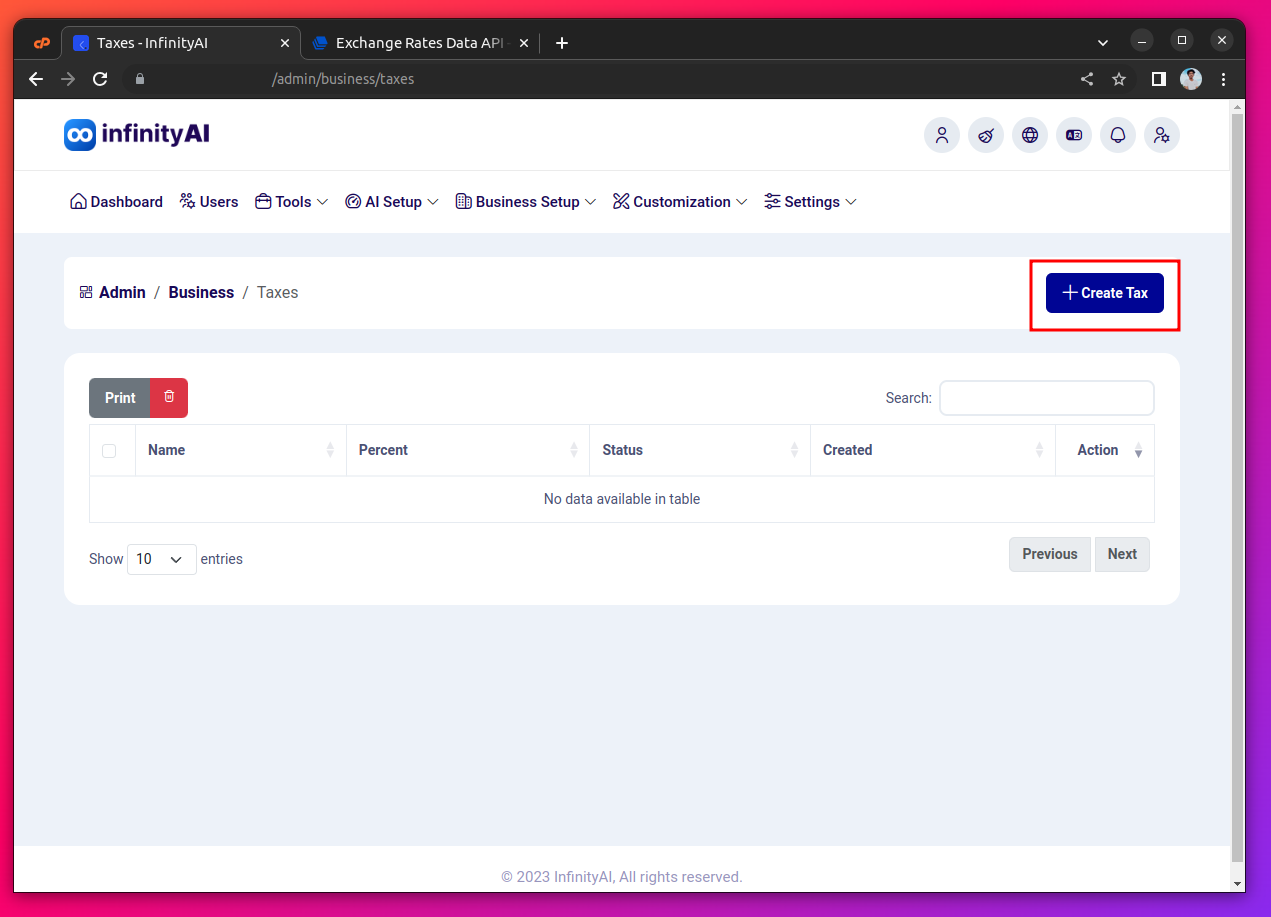 Taxes - InfinityAI
Exchange Rates Data API
/admin/business/taxes
infinityAI
Dashboard Users Tools AI Setup Business Setup Customization Settings
Admin / Business / Taxes
Create Tax
Print
Search:
Name Percent Status Created Action
No data available in table
Show 10 entries
Previous Next
© 2023 InfinityAI, All rights reserved.